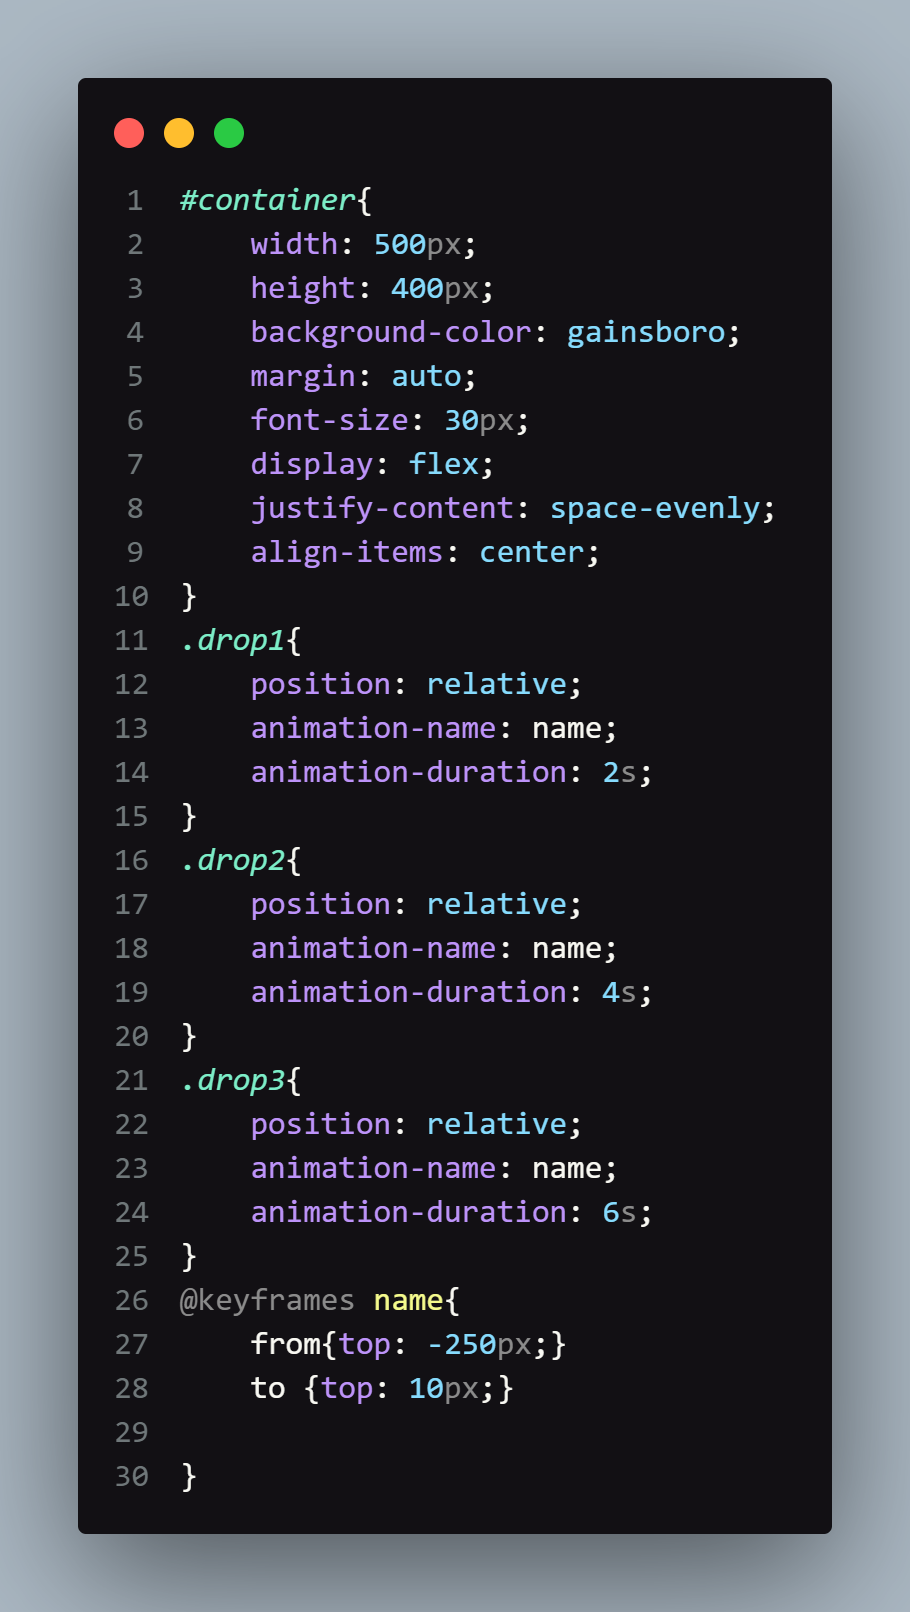 1 #container{
2     width: 500px;
3     height: 400px;
4     background-color: gainsboro;
5     margin: auto;
6     font-size: 30px;
7     display: flex;
8     justify-content: space-evenly;
9     align-items: center;
10 }
11 .drop1{
12     position: relative;
13     animation-name: name;
14     animation-duration: 2s;
15 }
16 .drop2{
17     position: relative;
18     animation-name: name;
19     animation-duration: 4s;
20 }
21 .drop3{
22     position: relative;
23     animation-name: name;
24     animation-duration: 6s;
25 }
26 @keyframes name{
27     from{top: -250px;}
28     to {top: 10px;}
29
30 }